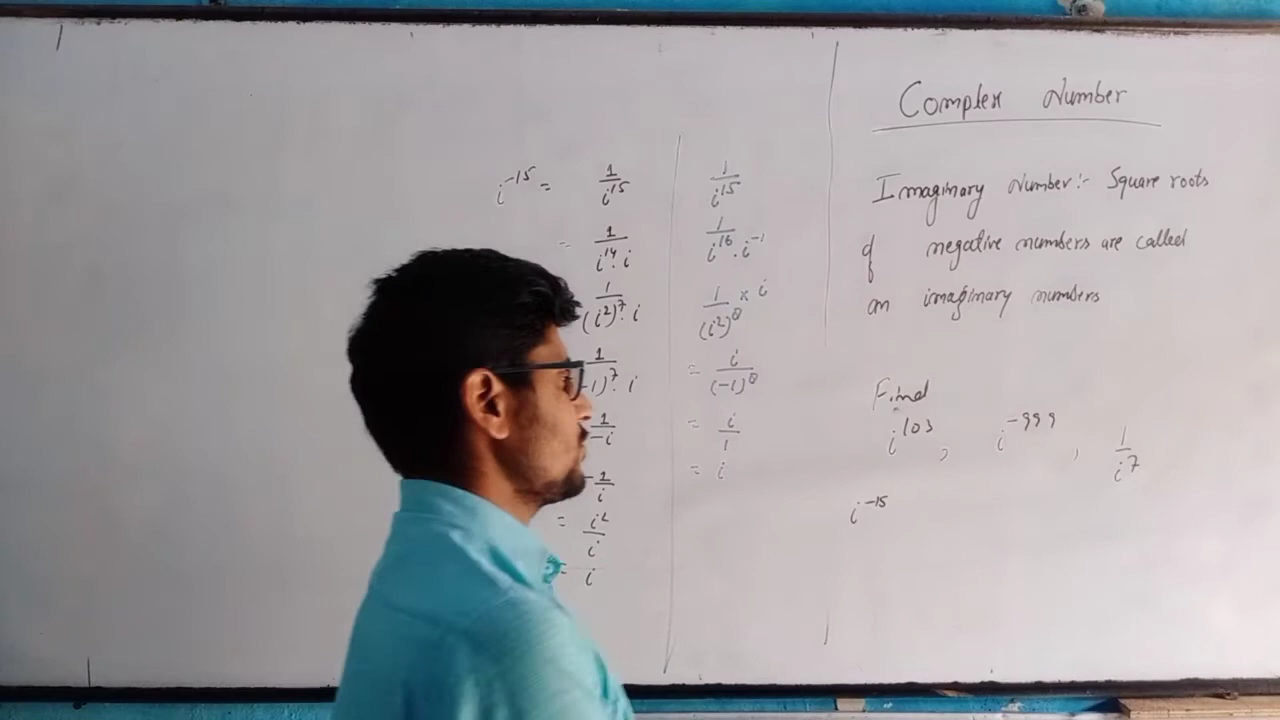 i⁻¹⁵ = 1/i¹⁵
= 1/i¹⁴·i
1/(i²)⁷·i
1/-1)⁷·i
1/-i
-1/i
= i²/i
= i
1/i¹⁵
1/i¹⁶·i⁻¹
1/(i²)⁸ × i
= i/(-1)⁸
= i/1
= i
Complex Number
Imaginary Number:- Square roots
of negative numbers are called
an imaginary numbers
Find
i¹⁰³, i⁻⁹⁹⁹, 1/i⁷
i⁻¹⁵